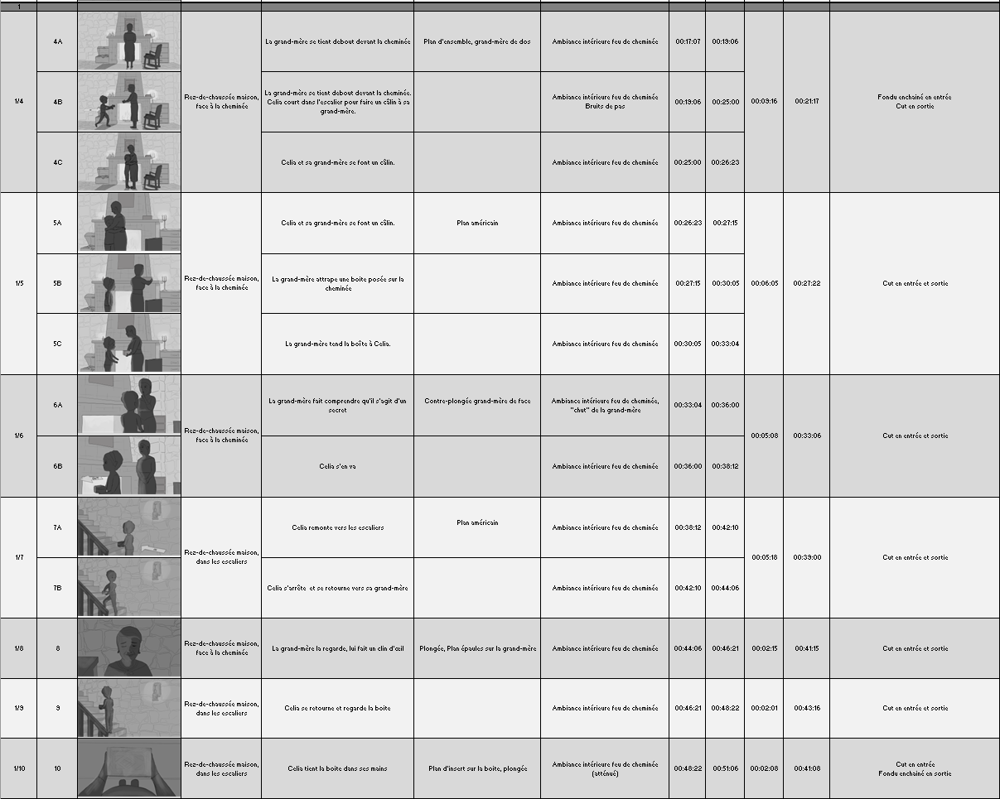 1
1/4
4A
Rez-de-chaussée maison,
face à la cheminée
La grand-mère se tient debout devant la cheminée
Plan d'ensemble, grand-mère de dos
Ambiance intérieure feu de cheminée
00:17:07
00:19:06
00:09:16
00:21:17
Fondu enchainé en entrée
Cut en sortie
4B
La grand-mère se tient debout devant la cheminée.
Celia court dans l'escalier pour faire un câlin à sa
grand-mère.
Ambiance intérieure feu de cheminée
Bruits de pas
00:19:06
00:25:00
4C
Celia et sa grand-mère se font un câlin.
Ambiance intérieure feu de cheminée
00:25:00
00:26:23
1/5
5A
Rez-de-chaussée maison,
face à la cheminée
Celia et sa grand-mère se font un câlin.
Plan américain
Ambiance intérieure feu de cheminée
00:26:23
00:27:15
00:06:05
00:27:22
Cut en entrée et sortie
5B
La grand-mère attrape une boite posée sur la
cheminée
Ambiance intérieure feu de cheminée
00:27:15
00:30:05
5C
La grand-mère tend la boîte à Celia.
Ambiance intérieure feu de cheminée
00:30:05
00:33:04
1/6
6A
Rez-de-chaussée maison,
face à la cheminée
La grand-mère fait comprendre qu'il s'agit d'un
secret
Contre-plongée grand-mère de face
Ambiance intérieure feu de cheminée,
"chut" de la grand-mère
00:33:04
00:36:00
00:05:08
00:33:06
Cut en entrée et sortie
6B
Celia s'en va
Ambiance intérieure feu de cheminée
00:36:00
00:38:12
1/7
7A
Rez-de-chaussée maison,
dans les escaliers
Celia remonte vers les escaliers
Plan américain
Ambiance intérieure feu de cheminée
00:38:12
00:42:10
00:05:18
00:39:00
Cut en entrée et sortie
7B
Celia s'arrête et se retourne vers sa grand-mère
Ambiance intérieure feu de cheminée
00:42:10
00:44:06
1/8
8
Rez-de-chaussée maison,
face à la cheminée
La grand-mère la regarde, lui fait un clin d'œil
Plongée, Plan épaules sur la grand-mère
Ambiance intérieure feu de cheminée
00:44:06
00:46:21
00:02:15
00:41:15
Cut en entrée et sortie
1/9
9
Rez-de-chaussée maison,
dans les escaliers
Celia se retourne et regarde la boite
Ambiance intérieure feu de cheminée
00:46:21
00:48:22
00:02:01
00:43:16
Cut en entrée et sortie
1/10
10
Rez-de-chaussée maison,
dans les escaliers
Celia tient la boite dans ses mains
Plan d'insert sur la boite, plongée
Ambiance intérieure feu de cheminée
(atténué)
00:48:22
00:51:06
00:02:08
00:41:08
Cut en entrée
Fondu enchainé en sortie